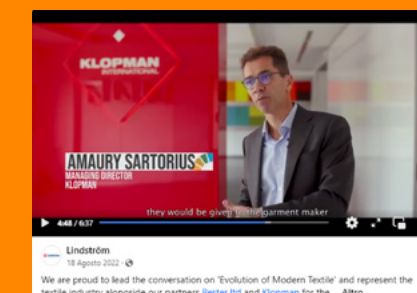 KLOPMAN
INTERNATIONAL
AMAURY SARTORIUS
MANAGING DIRECTOR
KLOPMAN
they would be given to the garment maker
4:48 / 6:37
Lindström
18 Agosto 2022 ·
We are proud to lead the conversation on 'Evolution of Modern Textile' and represent the
textile industry alongside our partners Rester ltd and Klopman for the ... Altro